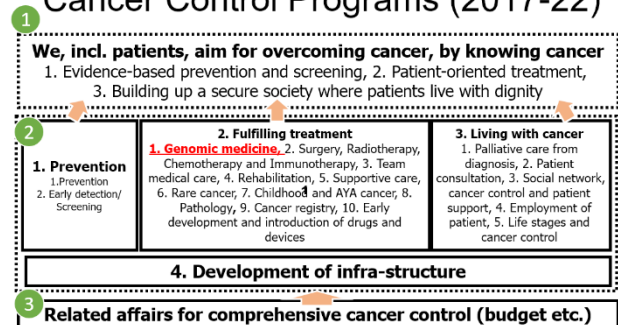 Cancer Control Programs (2017-22)
1
We, incl. patients, aim for overcoming cancer, by knowing cancer
1. Evidence-based prevention and screening, 2. Patient-oriented treatment,
3. Building up a secure society where patients live with dignity
2
1. Prevention
1.Prevention
2. Early detection/
Screening
2. Fulfilling treatment
1. Genomic medicine, 2. Surgery, Radiotherapy,
Chemotherapy and Immunotherapy, 3. Team
medical care, 4. Rehabilitation, 5. Supportive care,
6. Rare cancer, 7. Childhood and AYA cancer, 8.
Pathology, 9. Cancer registry, 10. Early
development and introduction of drugs and
devices
1
3. Living with cancer
1. Palliative care from
diagnosis, 2. Patient
consultation, 3. Social network,
cancer control and patient
support, 4. Employment of
patient, 5. Life stages and
cancer control
4. Development of infra-structure
3
Related affairs for comprehensive cancer control (budget etc.)